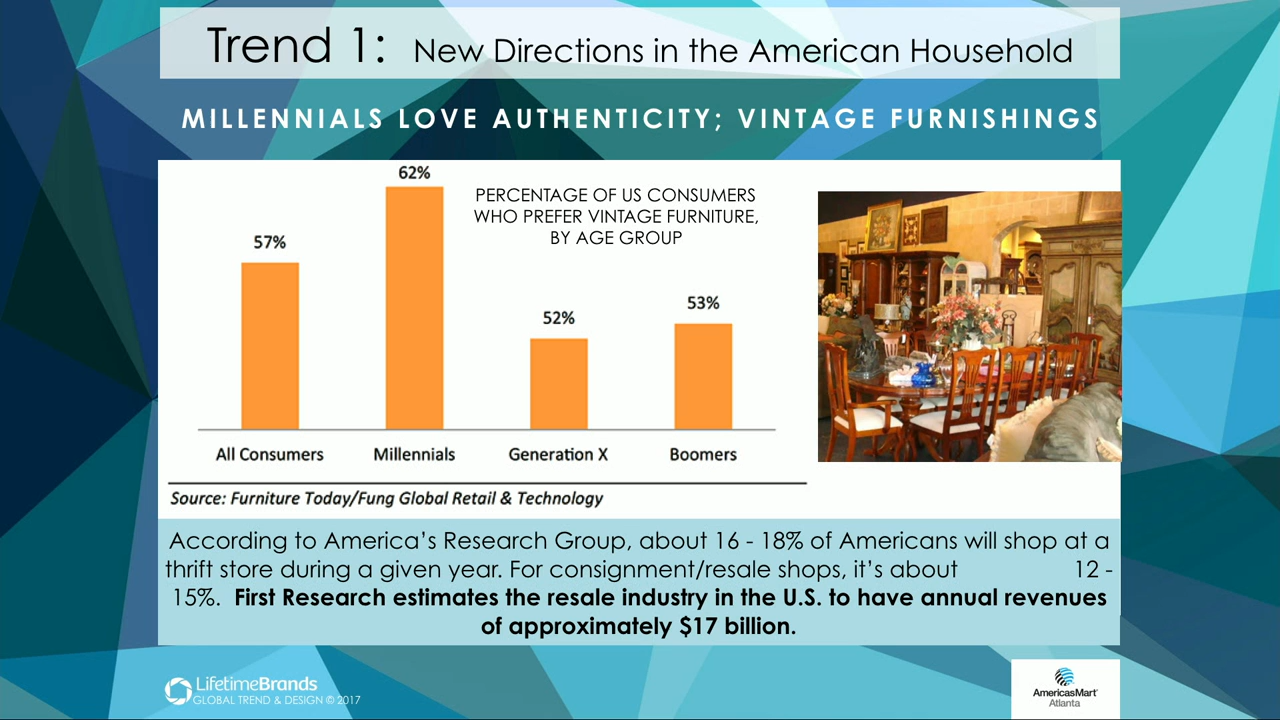 Trend 1: New Directions in the American Household
MILLENNIALS LOVE AUTHENTICITY; VINTAGE FURNISHINGS
PERCENTAGE OF US CONSUMERS
WHO PREFER VINTAGE FURNITURE,
BY AGE GROUP
57%
62%
52%
53%
All Consumers
Millennials
Generation X
Boomers
Source: Furniture Today/Fung Global Retail & Technology
According to America’s Research Group, about 16 - 18% of Americans will shop at a
thrift store during a given year. For consignment/resale shops, it’s about 12 -
15%. First Research estimates the resale industry in the U.S. to have annual revenues
of approximately $17 billion.
LifetimeBrands
GLOBAL TREND & DESIGN © 2017
AmericasMart
Atlanta